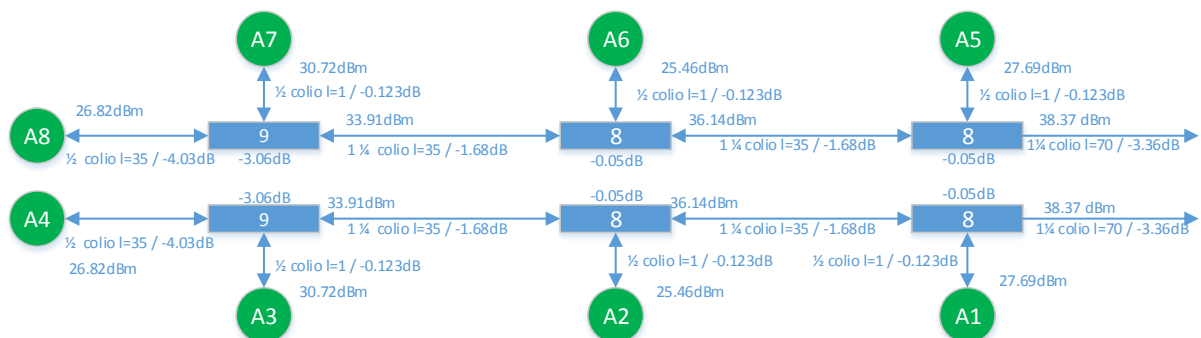 A7
A6
A5
30.72dBm
25.46dBm
27.69dBm
½ colio l=1 / -0.123dB
½ colio l=1 / -0.123dB
½ colio l=1 / -0.123dB
26.82dBm
33.91dBm
36.14dBm
38.37 dBm
A8
9
8
8
½ colio l=35 / -4.03dB
-3.06dB
1 ¼ colio l=35 / -1.68dB
-0.05dB
1 ¼ colio l=35 / -1.68dB
-0.05dB
1¼ colio l=70 / -3.36dB
-3.06dB
-0.05dB
-0.05dB
33.91dBm
36.14dBm
38.37 dBm
A4
9
8
8
½ colio l=35 / -4.03dB
1 ¼ colio l=35 / -1.68dB
1 ¼ colio l=35 / -1.68dB
1¼ colio l=70 / -3.36dB
26.82dBm
½ colio l=1 / -0.123dB
½ colio l=1 / -0.123dB
½ colio l=1 / -0.123dB
30.72dBm
25.46dBm
27.69dBm
A3
A2
A1